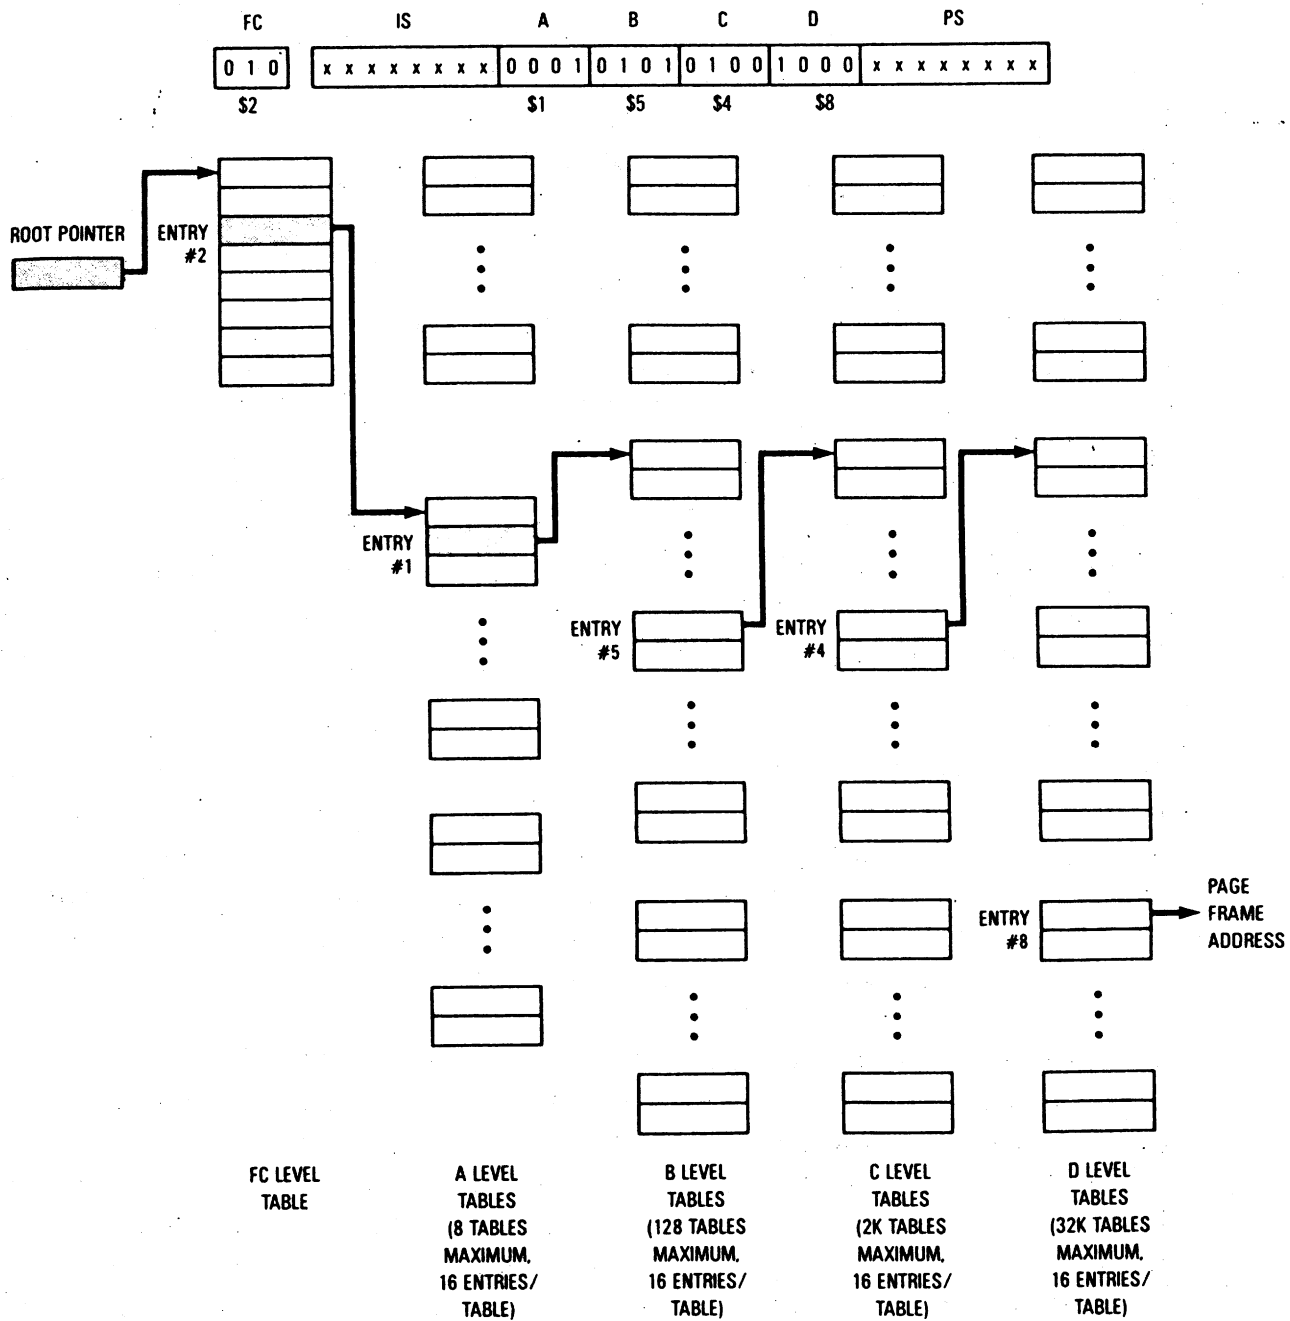 FC IS A B C D PS
0 1 0 x x x x x x x x 0 0 0 1 0 1 0 1 0 1 0 0 1 0 0 0 x x x x x x x x
$2 $1 $5 $4 $8
ROOT POINTER
ENTRY
#2
ENTRY
#1
ENTRY
#5
ENTRY
#4
ENTRY
#8
PAGE
FRAME
ADDRESS
FC LEVEL
TABLE
A LEVEL
TABLES
(8 TABLES
MAXIMUM,
16 ENTRIES/
TABLE)
B LEVEL
TABLES
(128 TABLES
MAXIMUM,
16 ENTRIES/
TABLE)
C LEVEL
TABLES
(2K TABLES
MAXIMUM,
16 ENTRIES/
TABLE)
D LEVEL
TABLES
(32K TABLES
MAXIMUM,
16 ENTRIES/
TABLE)